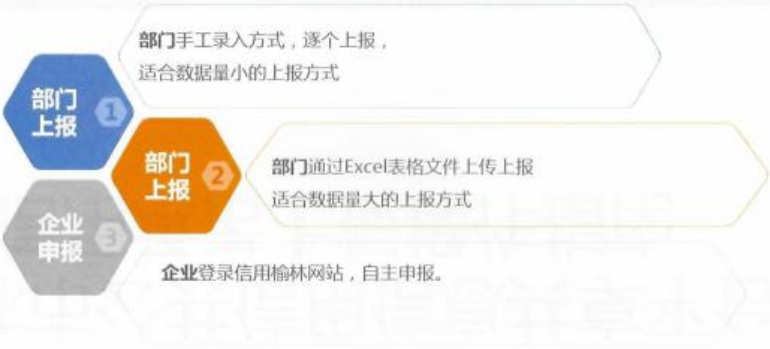 部门手工录入方式，逐个上报，
适合数据量小的上报方式
部门
上报
1
部门
上报
2
部门通过Excel表格文件上传上报
适合数据量大的上报方式
企业
申报
3
企业登录信用榆林网站，自主申报。